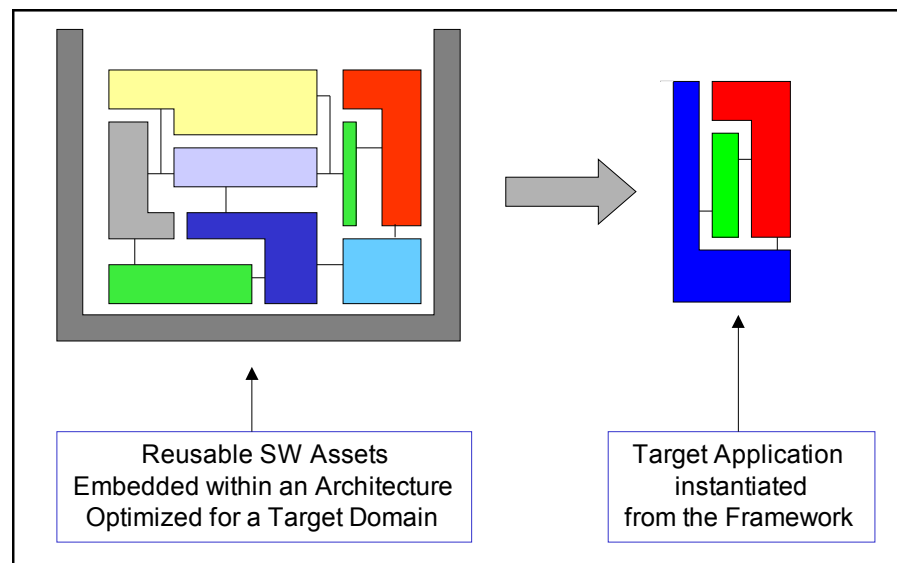 Reusable SW Assets
Embedded within an Architecture
Optimized for a Target Domain
Target Application
instantiated
from the Framework